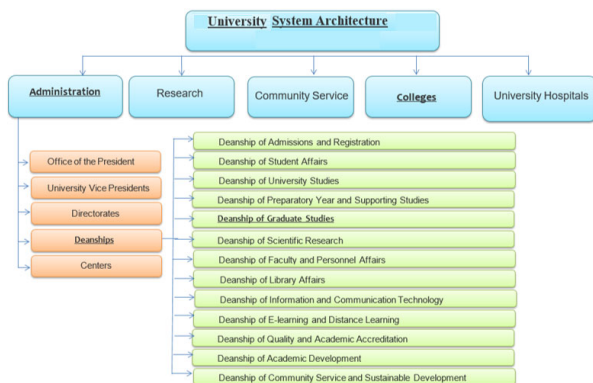 University System Architecture
Administration
Research
Community Service
Colleges
University Hospitals
Office of the President
University Vice Presidents
Directorates
Deanships
Centers
Deanship of Admissions and Registration
Deanship of Student Affairs
Deanship of University Studies
Deanship of Preparatory Year and Supporting Studies
Deanship of Graduate Studies
Deanship of Scientific Research
Deanship of Faculty and Personnel Affairs
Deanship of Library Affairs
Deanship of Information and Communication Technology
Deanship of E-learning and Distance Learning
Deanship of Quality and Academic Accreditation
Deanship of Academic Development
Deanship of Community Service and Sustainable Development